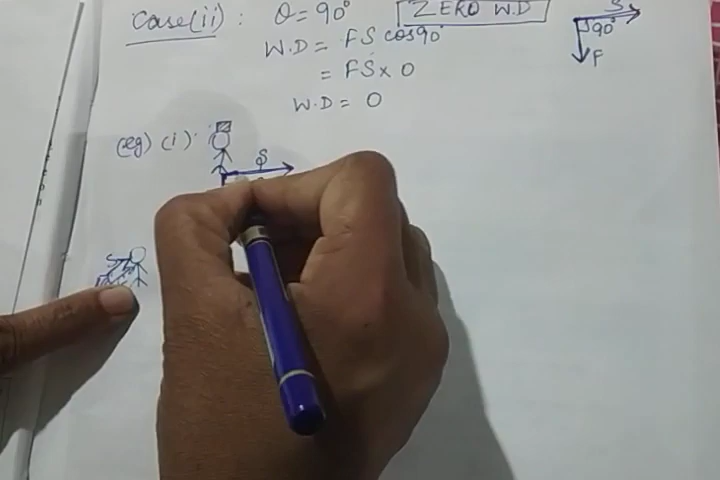 Case(ii) : θ = 90° ZERO W.D
W.D = FS cos90°
= FS x 0
W.D = 0
S
90°
F
(eg) (i):
S